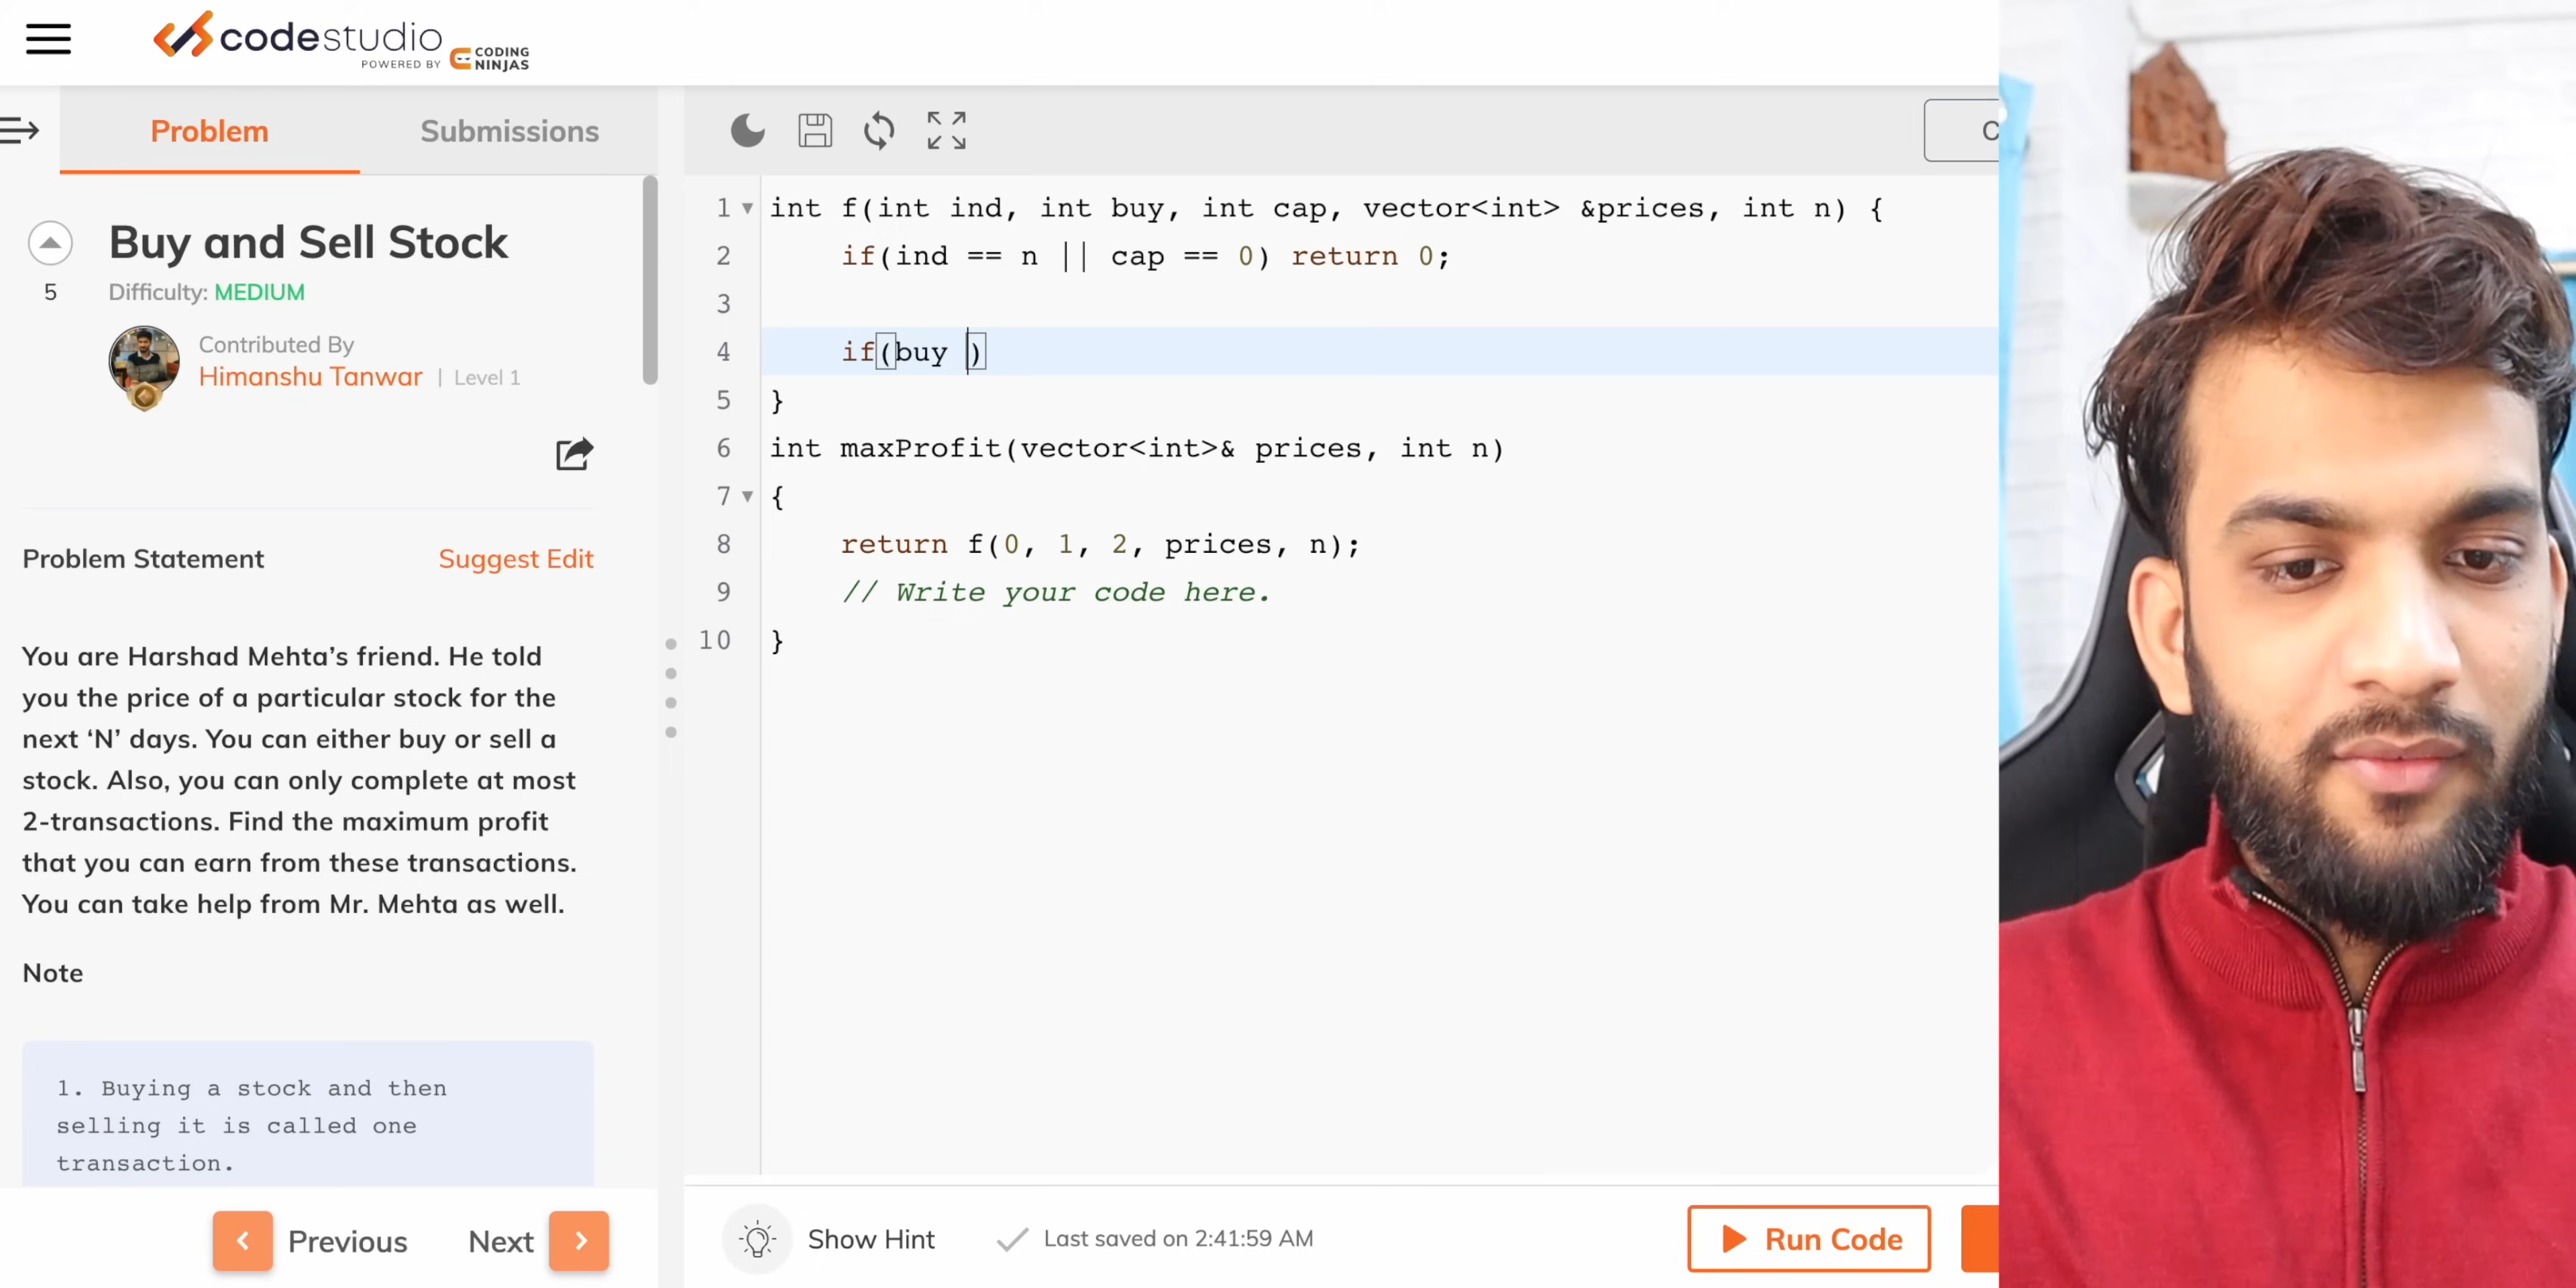 codestudio
POWERED BY CODING NINJAS
Problem
Submissions
Buy and Sell Stock
5
Difficulty: MEDIUM
Contributed By
Himanshu Tanwar | Level 1
Problem Statement
Suggest Edit
You are Harshad Mehta’s friend. He told
you the price of a particular stock for the
next ‘N’ days. You can either buy or sell a
stock. Also, you can only complete at most
2-transactions. Find the maximum profit
that you can earn from these transactions.
You can take help from Mr. Mehta as well.
Note
1. Buying a stock and then
selling it is called one
transaction.
Previous
Next
C
1 int f(int ind, int buy, int cap, vector<int> &prices, int n) {
2 if(ind == n || cap == 0) return 0;
3
4 if(buy )
5 }
6 int maxProfit(vector<int>& prices, int n)
7 {
8 return f(0, 1, 2, prices, n);
9 // Write your code here.
10 }
Show Hint
Last saved on 2:41:59 AM
Run Code